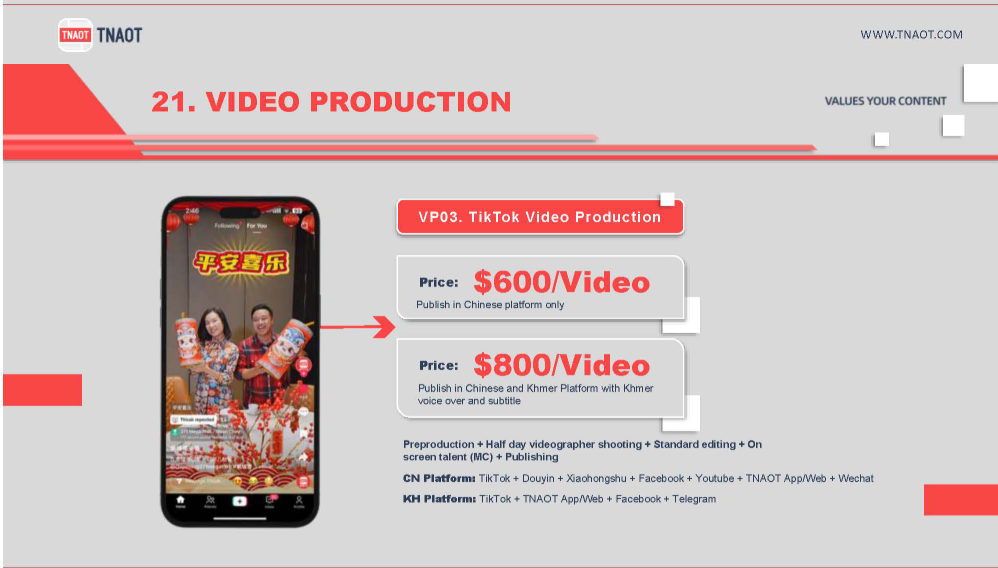 TNAOT TNAOT
WWW.TNAOT.COM
21. VIDEO PRODUCTION
VALUES YOUR CONTENT
2:40
Following For You
平安喜乐
VP03. TikTok Video Production
Price: $600/Video
Publish in Chinese platform only
Price: $800/Video
Publish in Chinese and Khmer Platform with Khmer
voice over and subtitle
Preproduction + Half day videographer shooting + Standard editing + On
screen talent (MC) + Publishing
CN Platform: TikTok + Douyin + Xiaohongshu + Facebook + Youtube + TNAOT App/Web + Wechat
KH Platform: TikTok + TNAOT App/Web + Facebook + Telegram